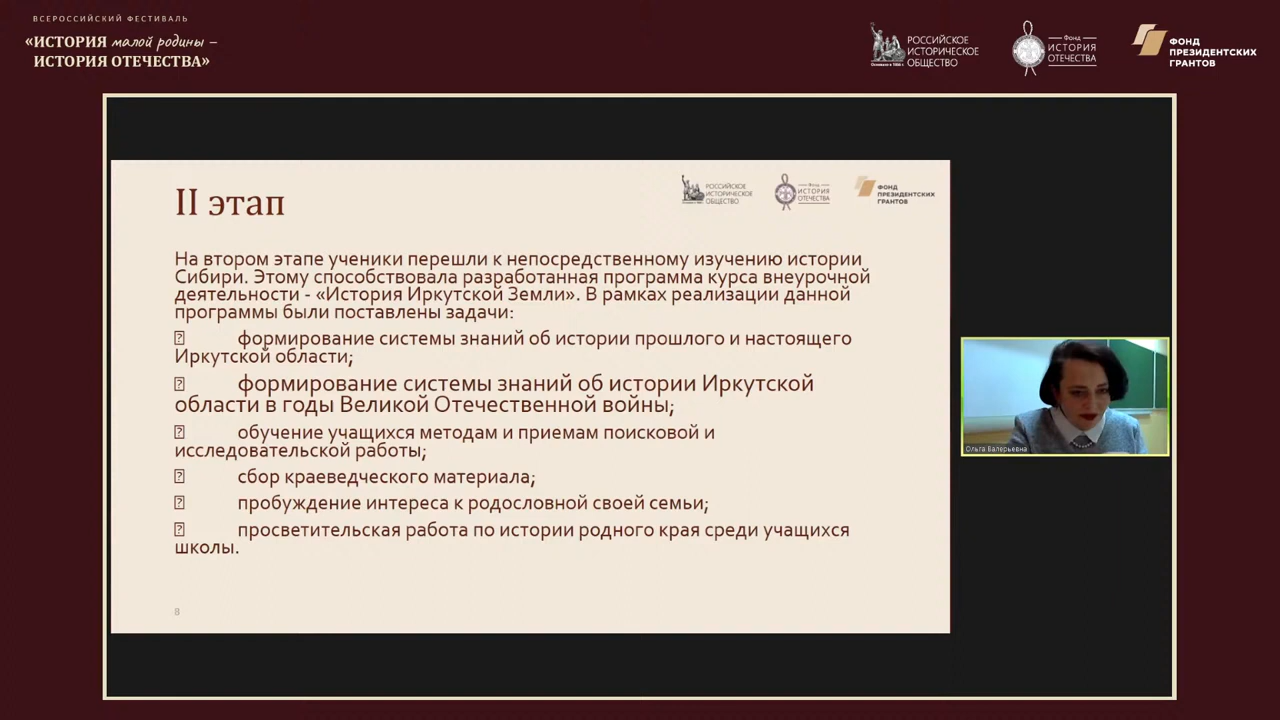 ВСЕРОССИЙСКИЙ ФЕСТИВАЛЬ
«ИСТОРИЯ малой родины –
ИСТОРИЯ ОТЕЧЕСТВА»
РОССИЙСКОЕ
ИСТОРИЧЕСКОЕ
ОБЩЕСТВО
Основано в 1866 г.
Фонд
ИСТОРИЯ
ОТЕЧЕСТВА
ФОНД
ПРЕЗИДЕНТСКИХ
ГРАНТОВ
РОССИЙСКОЕ
ИСТОРИЧЕСКОЕ
ОБЩЕСТВО
Фонд
ИСТОРИЯ
ОТЕЧЕСТВА
ФОНД
ПРЕЗИДЕНТСКИХ
ГРАНТОВ
II этап
На втором этапе ученики перешли к непосредственному изучению истории
Сибири. Этому способствовала разработанная программа курса внеурочной
деятельности - «История Иркутской Земли». В рамках реализации данной
программы были поставлены задачи:
формирование системы знаний об истории прошлого и настоящего
Иркутской области;
формирование системы знаний об истории Иркутской
области в годы Великой Отечественной войны;
обучение учащихся методам и приемам поисковой и
исследовательской работы;
сбор краеведческого материала;
пробуждение интереса к родословной своей семьи;
просветительская работа по истории родного края среди учащихся
школы.
8
Ольга Валерьевна